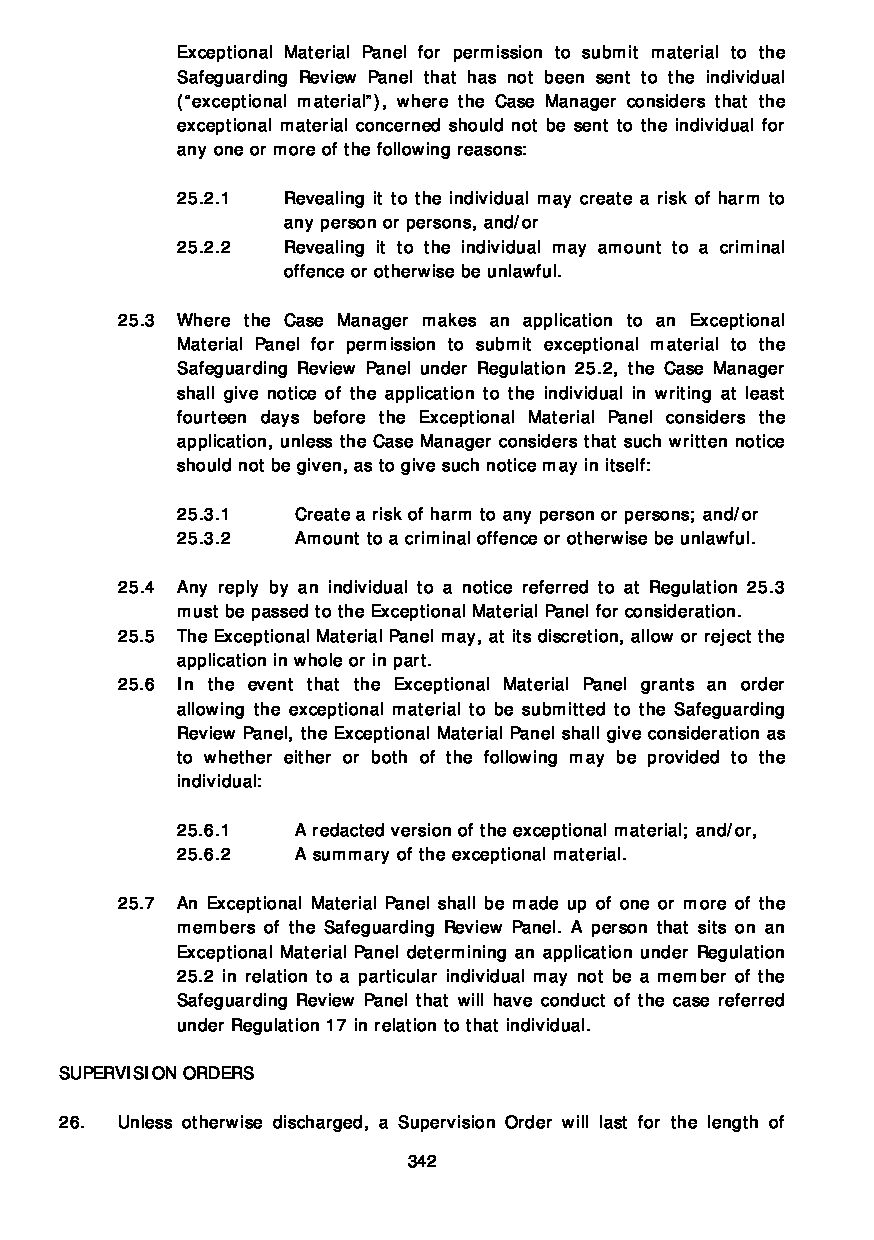 Exceptional Material Panel for permission to submit material to the
Safeguarding Review Panel that has not been sent to the individual
(“exceptional material”), where the Case Manager considers that the
exceptional material concerned should not be sent to the individual for
any one or more of the following reasons:
25.2.1 Revealing it to the individual may create a risk of harm to
any person or persons, and/or
25.2.2 Revealing it to the individual may amount to a criminal
offence or otherwise be unlawful.
25.3 Where the Case Manager makes an application to an Exceptional
Material Panel for permission to submit exceptional material to the
Safeguarding Review Panel under Regulation 25.2, the Case Manager
shall give notice of the application to the individual in writing at least
fourteen days before the Exceptional Material Panel considers the
application, unless the Case Manager considers that such written notice
should not be given, as to give such notice may in itself:
25.3.1 Create a risk of harm to any person or persons; and/or
25.3.2 Amount to a criminal offence or otherwise be unlawful.
25.4 Any reply by an individual to a notice referred to at Regulation 25.3
must be passed to the Exceptional Material Panel for consideration.
25.5 The Exceptional Material Panel may, at its discretion, allow or reject the
application in whole or in part.
25.6 In the event that the Exceptional Material Panel grants an order
allowing the exceptional material to be submitted to the Safeguarding
Review Panel, the Exceptional Material Panel shall give consideration as
to whether either or both of the following may be provided to the
individual:
25.6.1 A redacted version of the exceptional material; and/or,
25.6.2 A summary of the exceptional material.
25.7 An Exceptional Material Panel shall be made up of one or more of the
members of the Safeguarding Review Panel. A person that sits on an
Exceptional Material Panel determining an application under Regulation
25.2 in relation to a particular individual may not be a member of the
Safeguarding Review Panel that will have conduct of the case referred
under Regulation 17 in relation to that individual.
SUPERVISION ORDERS
26. Unless otherwise discharged, a Supervision Order will last for the length of
342